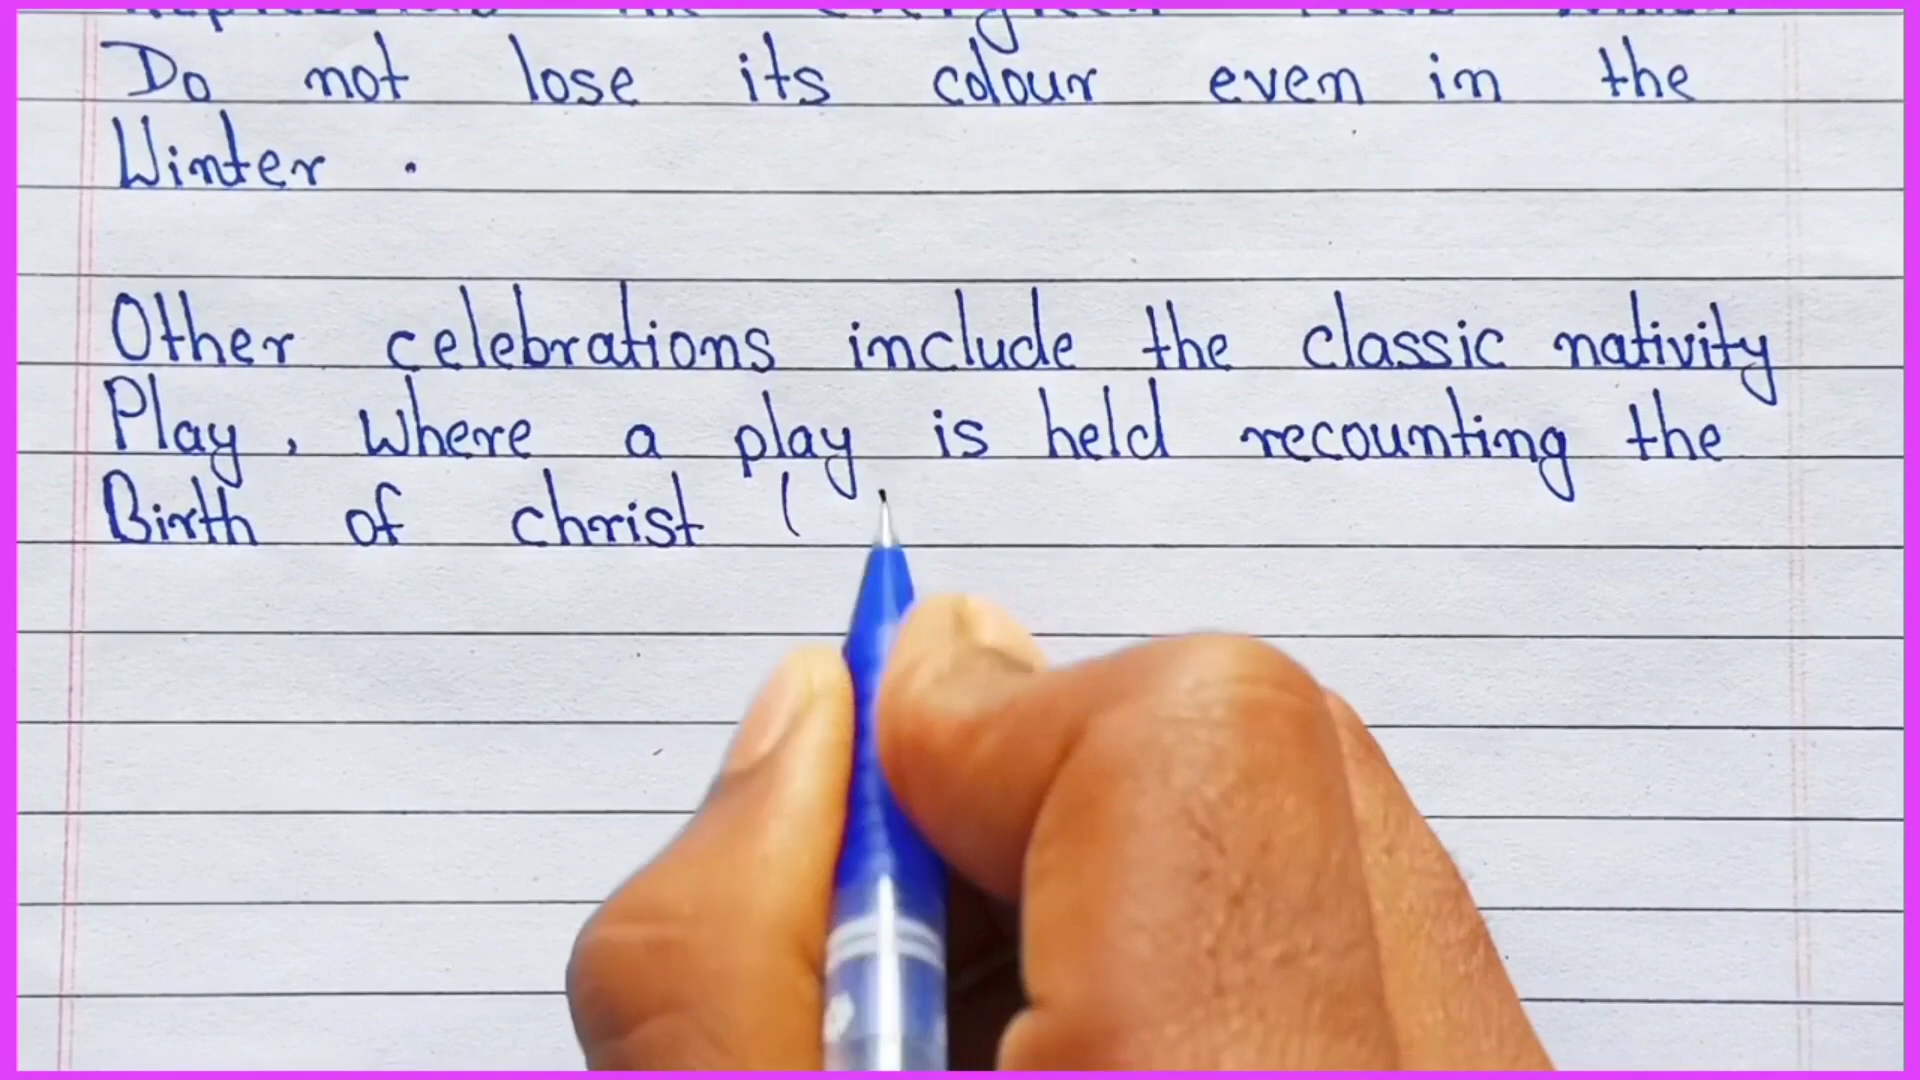 Do not lose its colour even in the
Winter .
Other celebrations include the classic nativity
Play, Where a play is held recounting the
Birth of christ (